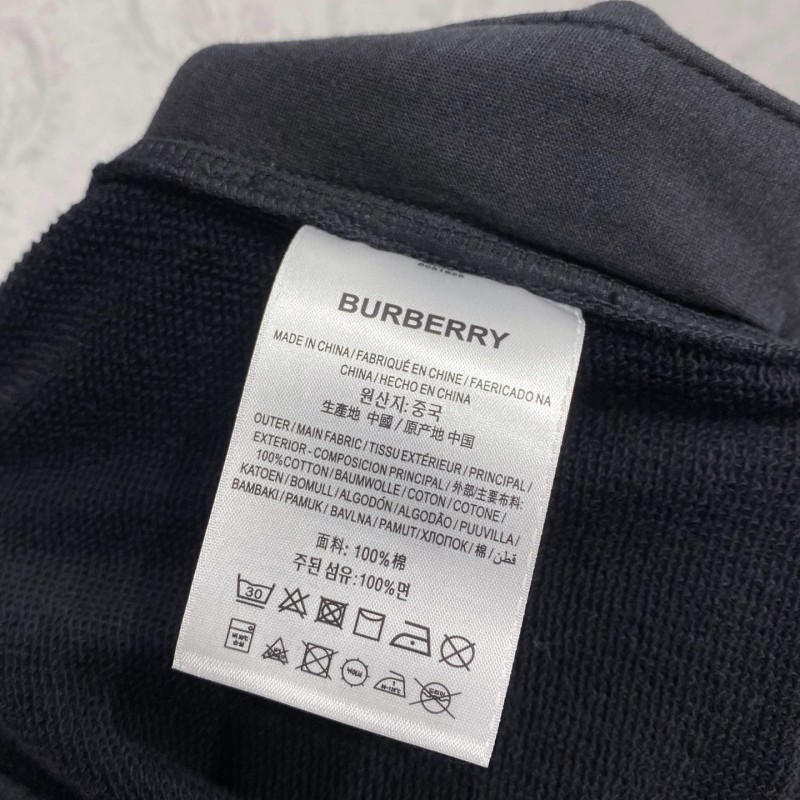 BURBERRY
MADE IN CHINA / FABRIQUÉ EN CHINE / FAERICADO NA
CHINA / HECHO EN CHINA
원산지: 중국
生產地 中國 / 原产地 中国
OUTER / MAIN FABRIC / TISSU EXTÉRIEUR / PRINCIPAL /
EXTERIOR - COMPOSICION PRINCIPAL / 外部/主要布料:
100%COTTON / BAUMWOLLE / COTON / COTONE /
KATOEN / BOMULL / ALGODÓN / ALGODÃO / PUUVILLA /
BAMBAKI / PAMUK / BAVLNA / PAMUT / ХЛОПОК / 棉 / قطن
面料: 100%棉
주된 섬유:100%면
30